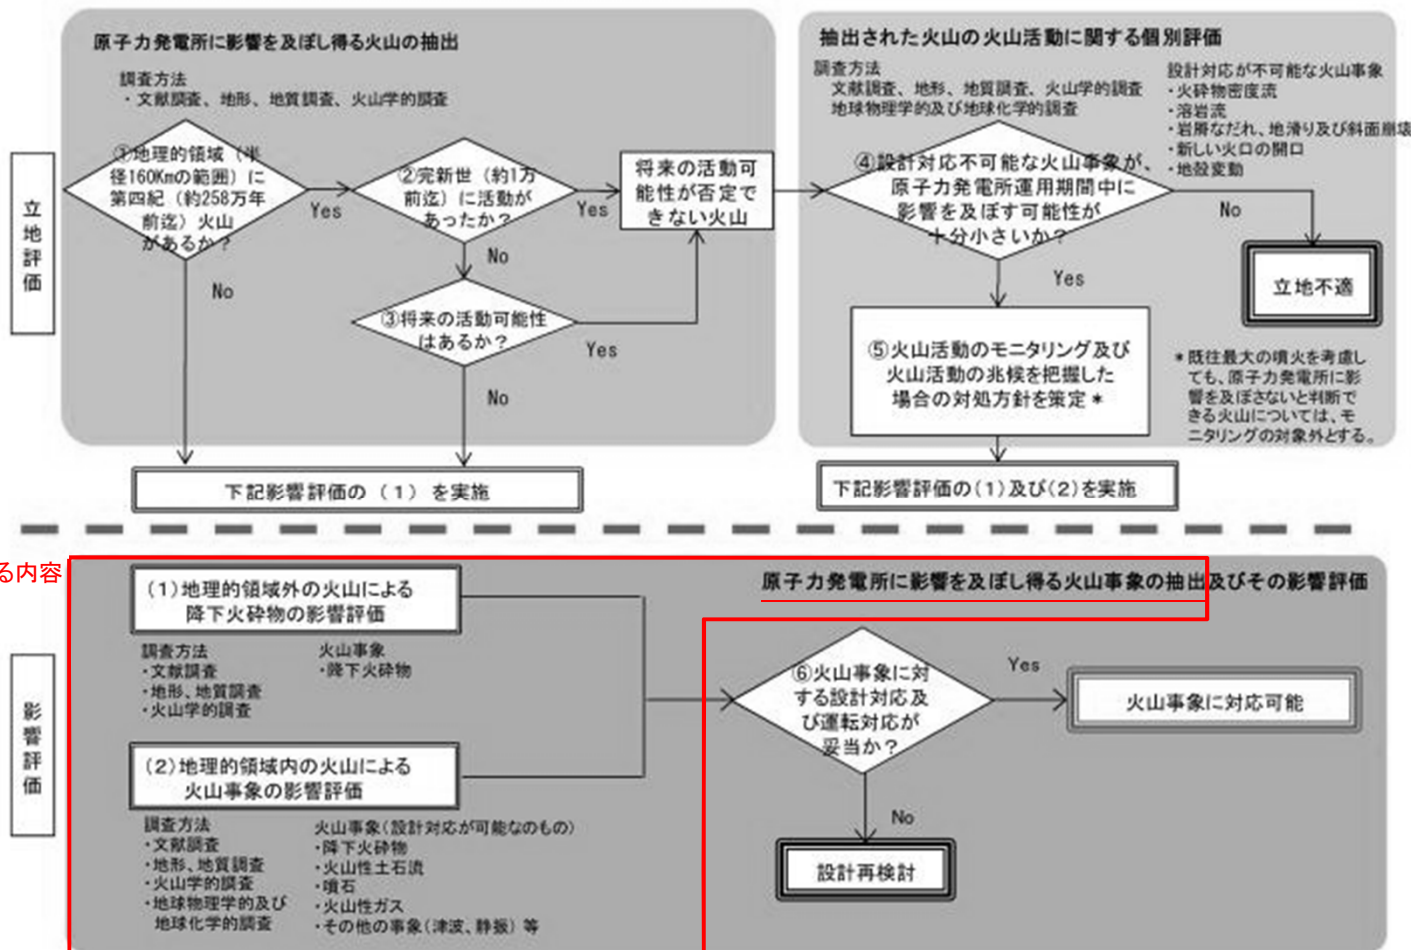 原子力発電所に影響を及ぼし得る火山の抽出
調査方法
・文献調査、地形、地質調査、火山学的調査
立地評価
①地理的領域（半
径160Kmの範囲）に
第四紀（約258万年
前迄）火山
があるか？
Yes
No
②完新世（約1万
前迄）に活動が
あったか？
Yes
No
③将来の活動可能性
はあるか？
Yes
No
将来の活動可
能性が否定で
きない火山
下記影響評価の（１）を実施
抽出された火山の火山活動に関する個別評価
調査方法
文献調査、地形、地質調査、火山学的調査
地球物理学的及び地球化学的調査
設計対応が不可能な火山事象
・火砕物密度流
・溶岩流
・岩屑なだれ、地滑り及び斜面崩壊
・新しい火口の開口
・地殻変動
④設計対応不可能な火山事象が、
原子力発電所運用期間中に
影響を及ぼす可能性が
十分小さいか？
No
Yes
立地不適
⑤火山活動のモニタリング及び
火山活動の兆候を把握した
場合の対処方針を策定＊
＊既往最大の噴火を考慮し
ても、原子力発電所に影
響を及ぼさないと判断で
きる火山については、モ
ニタリングの対象外とする。
下記影響評価の(1)及び(2)を実施
る内容
影響評価
原子力発電所に影響を及ぼし得る火山事象の抽出及びその影響評価
(1)地理的領域外の火山による
降下火砕物の影響評価
調査方法
・文献調査
・地形、地質調査
・火山学的調査
火山事象
・降下火砕物
(2)地理的領域内の火山による
火山事象の影響評価
調査方法
・文献調査
・地形、地質調査
・火山学的調査
・地球物理学的及び
地球化学的調査
火山事象(設計対応が可能なのもの)
・降下火砕物
・火山性土石流
・噴石
・火山性ガス
・その他の事象(津波、静振)等
⑥火山事象に対
する設計対応及
び運転対応が
妥当か？
Yes
火山事象に対応可能
No
設計再検討